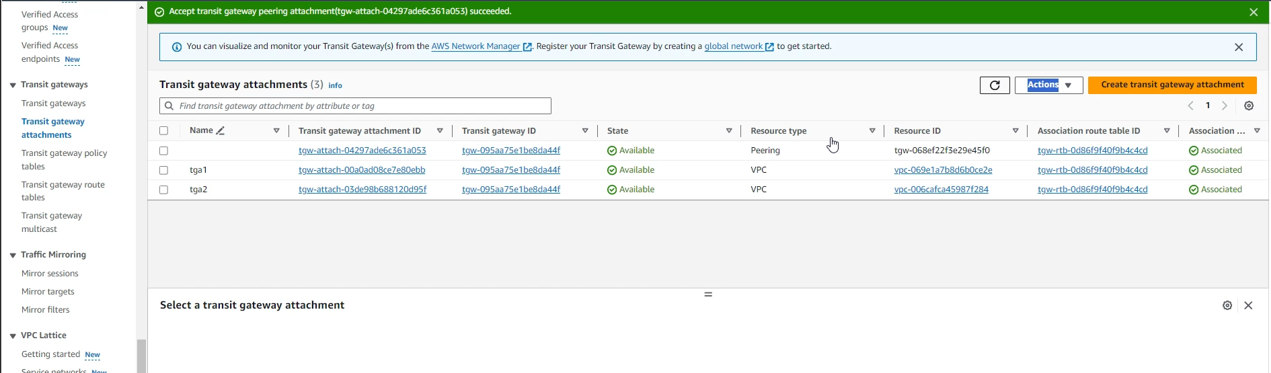 Verified Access
groups New
Verified Access
endpoints New
Transit gateways
Transit gateways
Transit gateway
attachments
Transit gateway policy
tables
Transit gateway route
tables
Transit gateway
multicast
Traffic Mirroring
Mirror sessions
Mirror targets
Mirror filters
VPC Lattice
Getting started New
Service networks New
Accept transit gateway peering attachment(tgw-attach-04297ade6c361a053) succeeded.
You can visualize and monitor your Transit Gateway(s) from the AWS Network Manager. Register your Transit Gateway by creating a global network to get started.
Transit gateway attachments (3) Info
Actions
Create transit gateway attachment
Find transit gateway attachment by attribute or tag
1
Name Transit gateway attachment ID Transit gateway ID State Resource type Resource ID Association route table ID Association ...
tgw-attach-04297ade6c361a053 tgw-095aa75e1be8da44f Available Peering tgw-068ef22f3e29e45f0 tgw-rtb-0d86f9f40f9b4c4cd Associated
tga1 tgw-attach-00a0ad08ce7e80ebb tgw-095aa75e1be8da44f Available VPC vpc-069e1a7b8d6b0ce2e tgw-rtb-0d86f9f40f9b4c4cd Associated
tga2 tgw-attach-03de98b688120d95f tgw-095aa75e1be8da44f Available VPC vpc-006cafca45987f284 tgw-rtb-0d86f9f40f9b4c4cd Associated
Select a transit gateway attachment